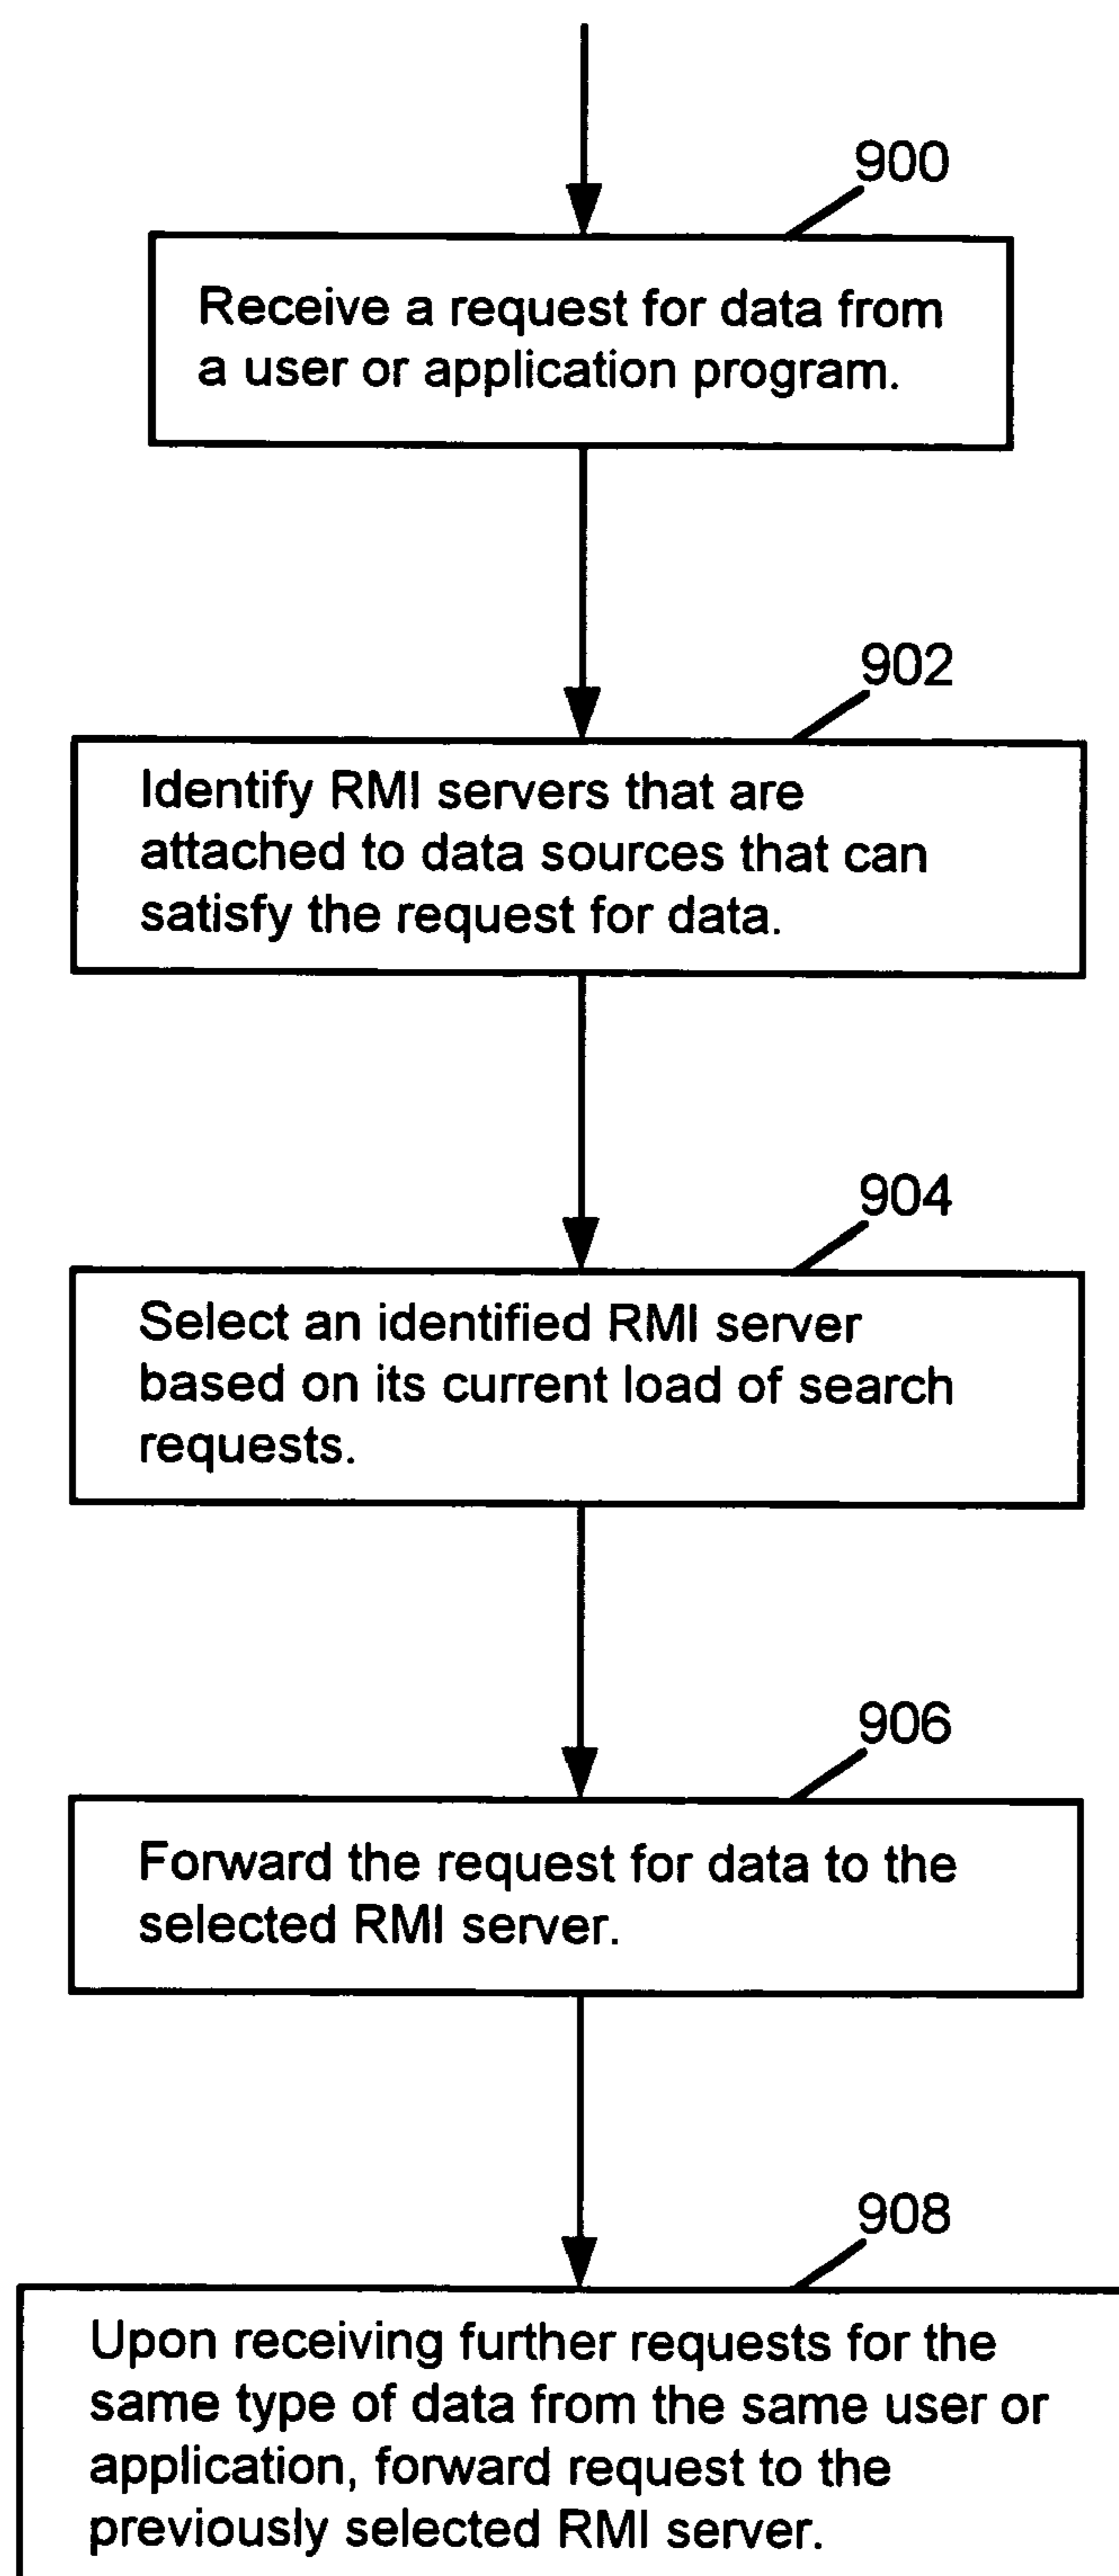 900
Receive a request for data from
a user or application program.
902
Identify RMI servers that are
attached to data sources that can
satisfy the request for data.
904
Select an identified RMI server
based on its current load of search
requests.
906
Forward the request for data to the
selected RMI server.
908
Upon receiving further requests for the
same type of data from the same user or
application, forward request to the
previously selected RMI server.